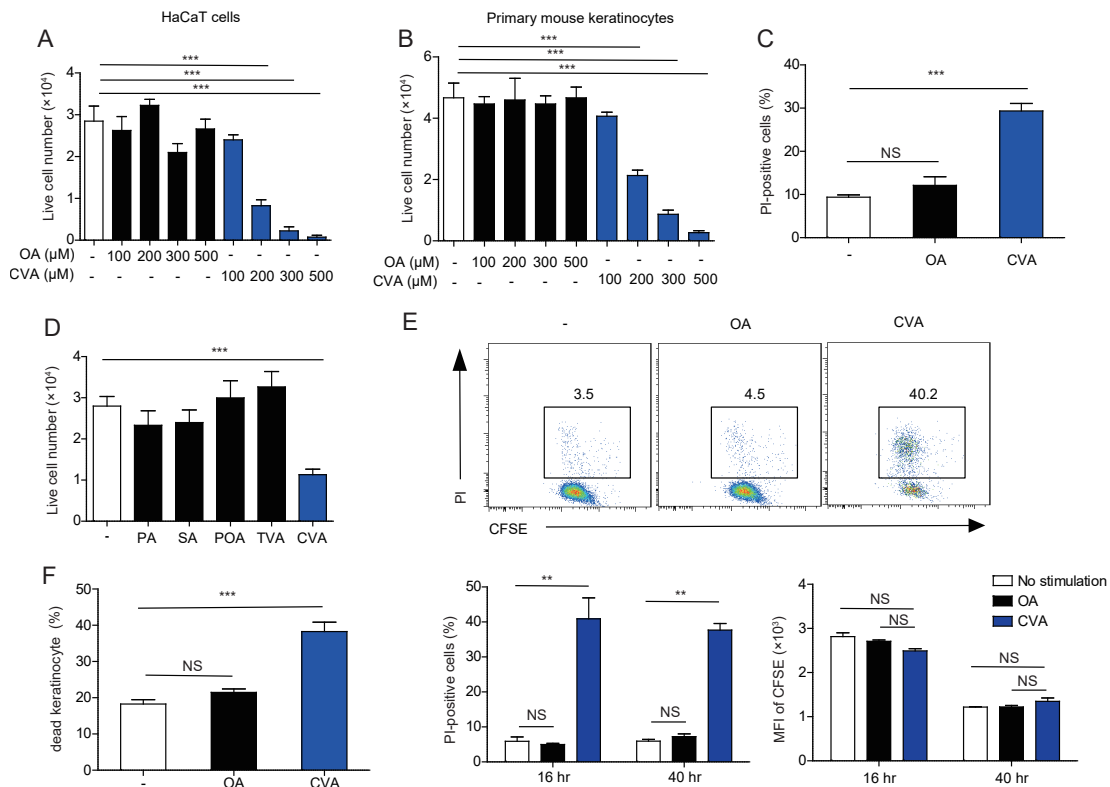 HaCaT cells
Primary mouse keratinocytes
A
***
***
***
Live cell number (×10⁴)
4
3
2
1
0
- 100 200 300 500 - - - -
OA (μM)
CVA (μM)
- - - - - 100 200 300 500
B
***
***
***
Live cell number (×10⁴)
6
4
2
0
- 100 200 300 500 - - - -
OA (μM)
CVA (μM)
- - - - - 100 200 300 500
C
***
NS
PI-positive cells (%)
40
30
20
10
0
- OA CVA
D
***
Live cell number (×10⁴)
4
3
2
1
0
- PA SA POA TVA CVA
E
- OA CVA
3.5 4.5 40.2
PI
CFSE
F
***
NS
dead keratinocyte (%)
50
40
30
20
10
0
- OA CVA
** **
NS NS
PI-positive cells (%)
50
40
30
20
10
0
16 hr 40 hr
No stimulation
OA
CVA
NS
NS
NS
NS
MFI of CFSE (×10³)
4
3
2
1
0
16 hr 40 hr